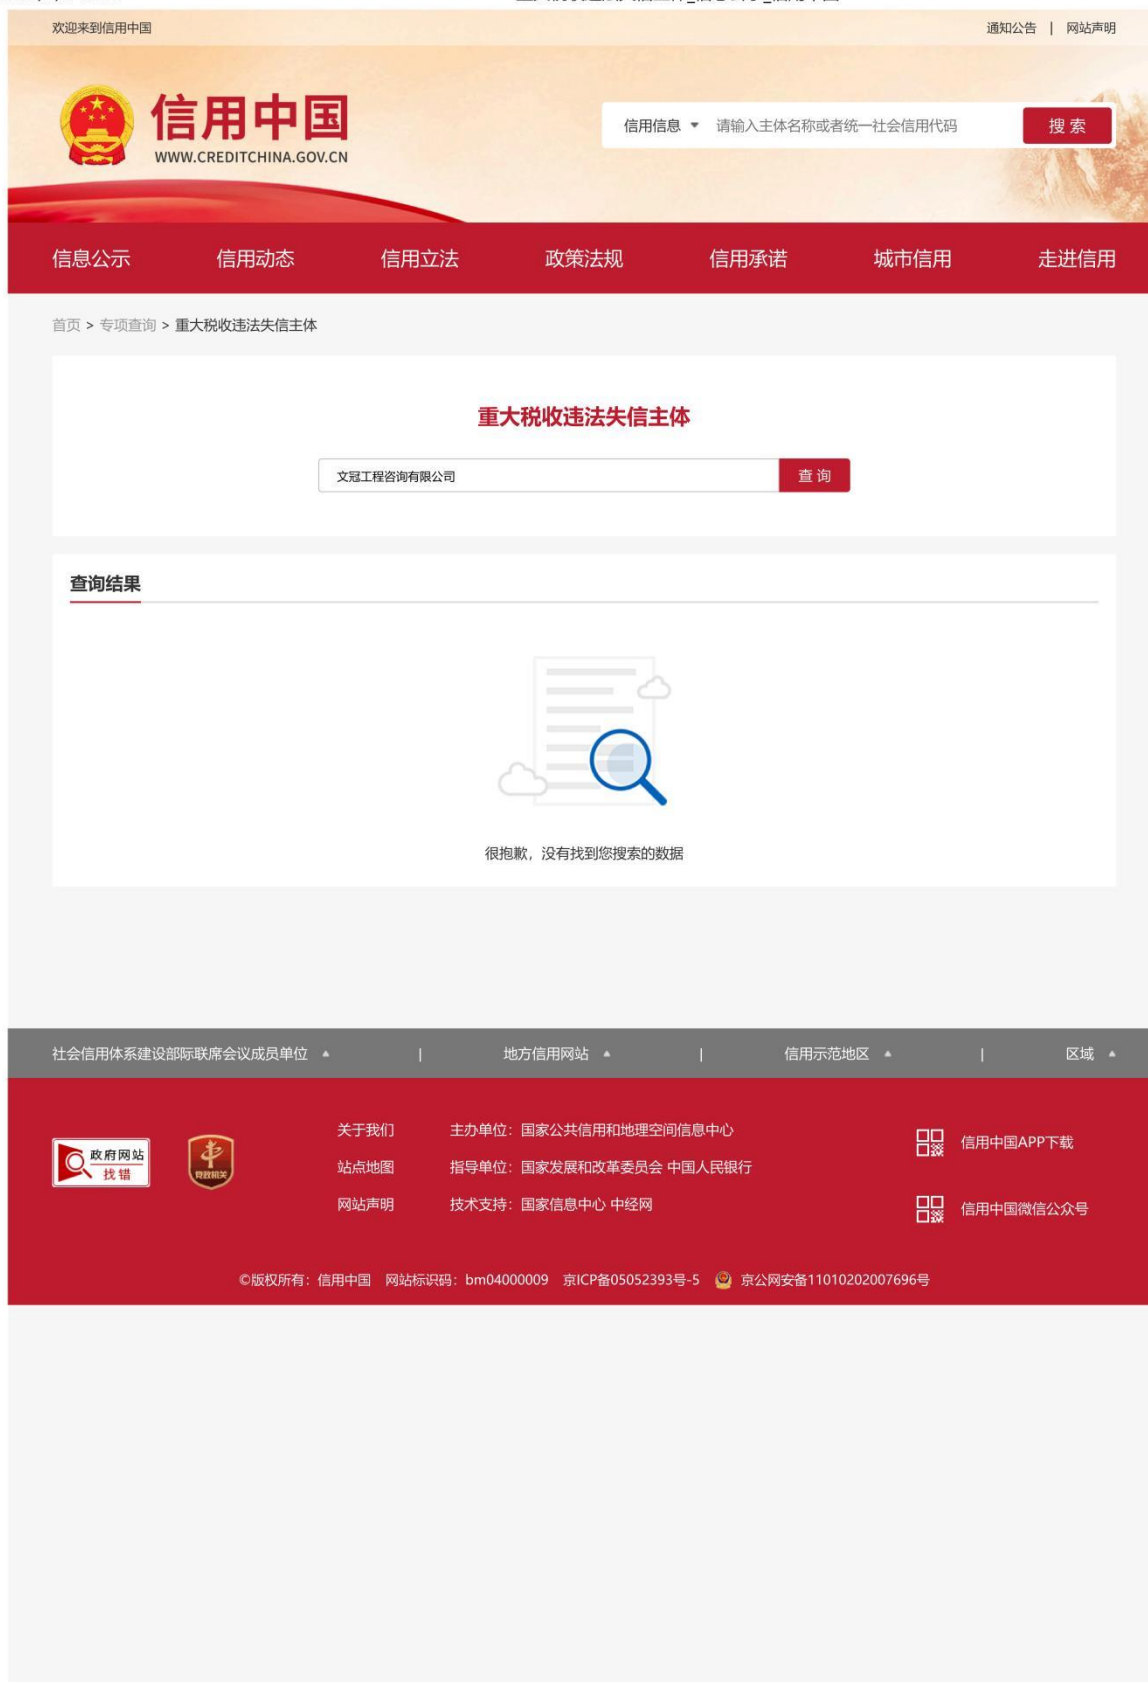 欢迎来到信用中国
通知公告 | 网站声明
信用中国
WWW.CREDITCHINA.GOV.CN
信用信息 请输入主体名称或者统一社会信用代码 搜索
信息公示 信用动态 信用立法 政策法规 信用承诺 城市信用 走进信用
首页 > 专项查询 > 重大税收违法失信主体
重大税收违法失信主体
文冠工程咨询有限公司 查询
查询结果
很抱歉，没有找到您搜索的数据
社会信用体系建设部际联席会议成员单位 | 地方信用网站 | 信用示范地区 | 区域
政府网站
找错
党政机关
关于我们 主办单位：国家公共信用和地理空间信息中心
站点地图 指导单位：国家发展和改革委员会 中国人民银行
网站声明 技术支持：国家信息中心 中经网
信用中国APP下载
信用中国微信公众号
©版权所有：信用中国 网站标识码：bm04000009 京ICP备05052393号-5 京公网安备11010202007696号